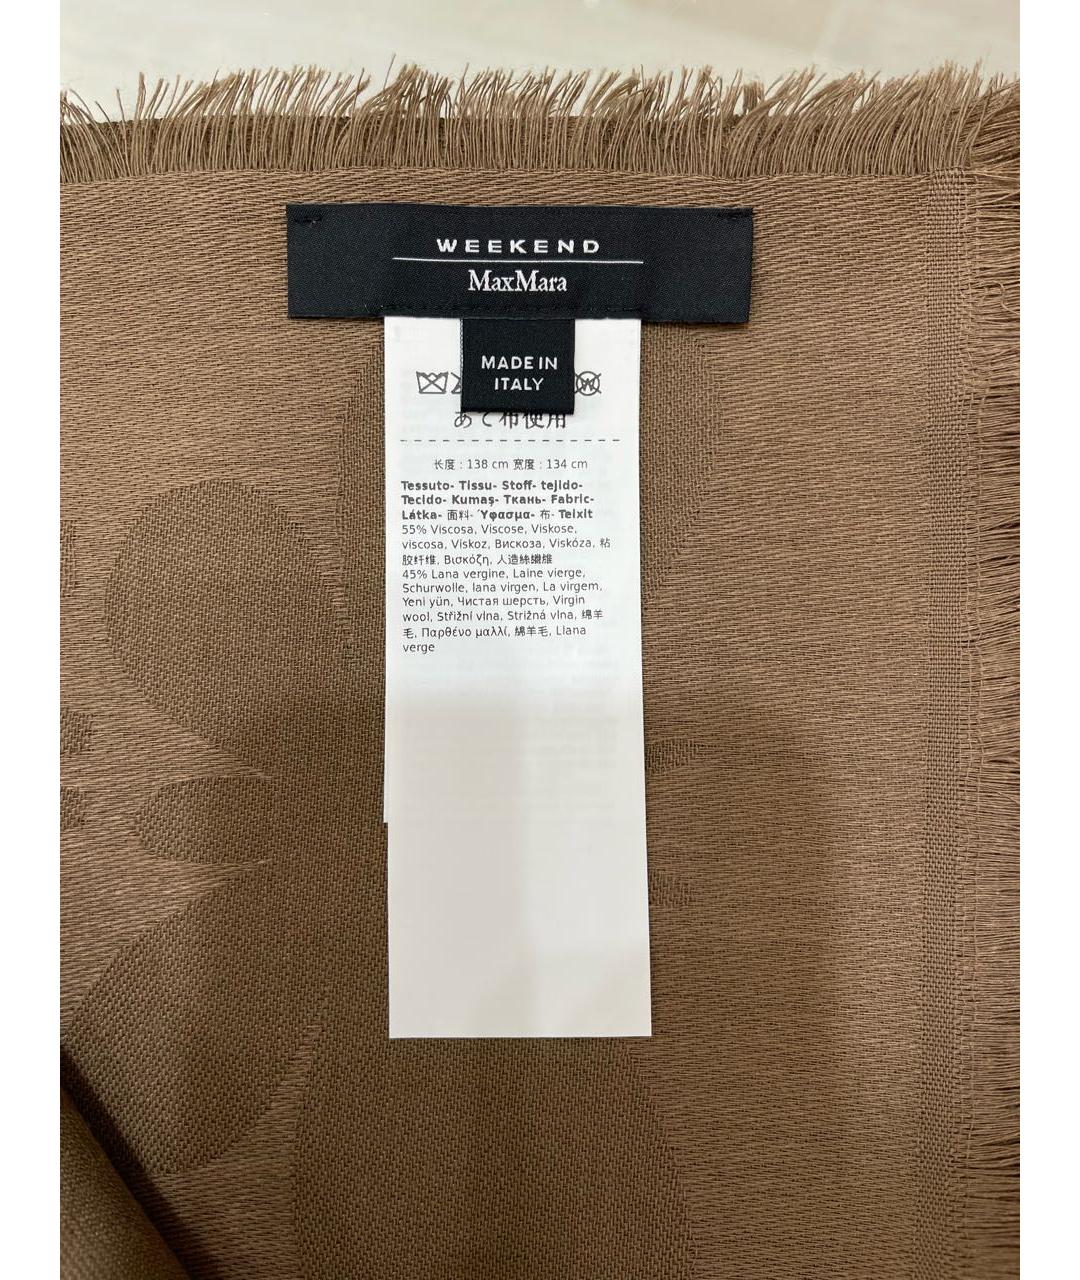 WEEKEND
MaxMara
MADE IN
ITALY
あて布使用
长度 : 138 cm 宽度 : 134 cm
Tessuto- Tissu- Stoff- tejido-
Tecido- Kumaş- Ткань- Fabric-
Látka- 面料- Ύφασμα- 布- Teixit
55% Viscosa, Viscose, Viskose,
viscosa, Viskoz, Вискоза, Viskóza, 粘
胶纤维, Βισκόζη, 人造絲纖維
45% Lana vergine, Laine vierge,
Schurwolle, lana virgen, La virgem,
Yeni yün, Чистая шерсть, Virgin
wool, Střižní vlna, Strižná vlna, 绵羊
毛, Παρθένο μαλλί, 綿羊毛, Llana
verge